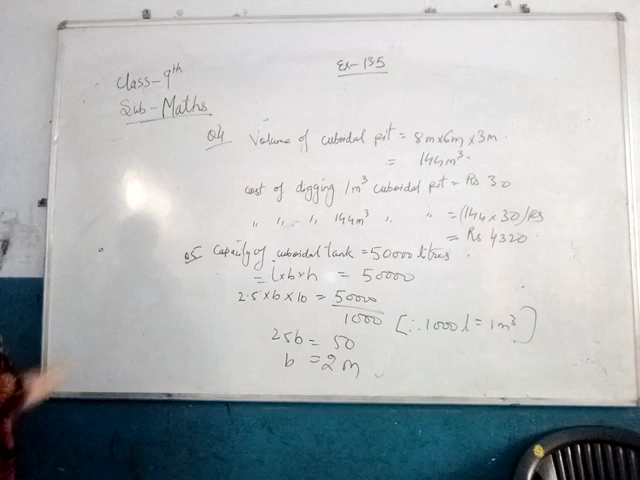 Ex-13.5
Class-9th
Sub-Maths
Q4 Volume of cuboidal pit = 8m×6m×3m.
= 144m³.
cost of digging 1m³ cuboidal pit = Rs 30
" " " 144m³ " " = (144×30)Rs
= Rs 4320
Q5 Capacity of cuboidal tank = 50000 litres.
= l×b×h = 50000
2.5×b×10 = 50000
1000 [∵ 1000 l = 1m³]
25b = 50
b = 2m